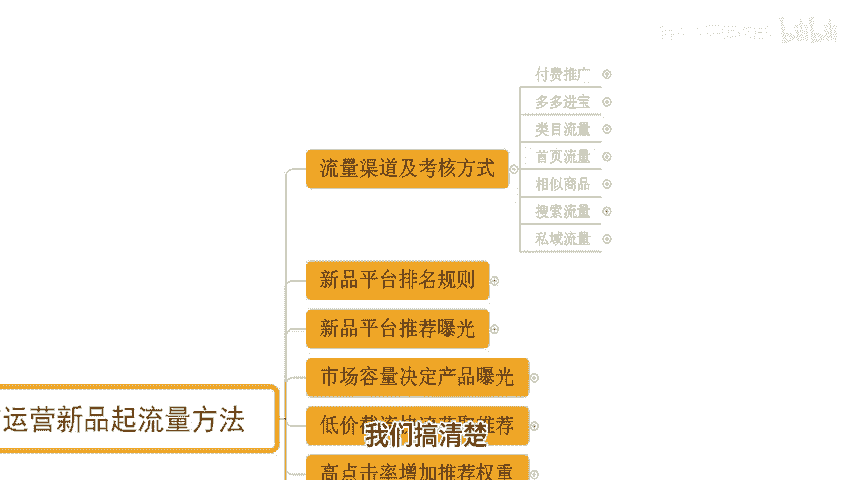 bilibili
付费推广
多多进宝
类目流量
首页流量
相似商品
搜索流量
私域流量
流量渠道及考核方式
新品平台排名规则
新品平台推荐曝光
市场容量决定产品曝光
运营新品起流量方法
低价
推荐
我们搞清楚
高点击率增加推荐权重